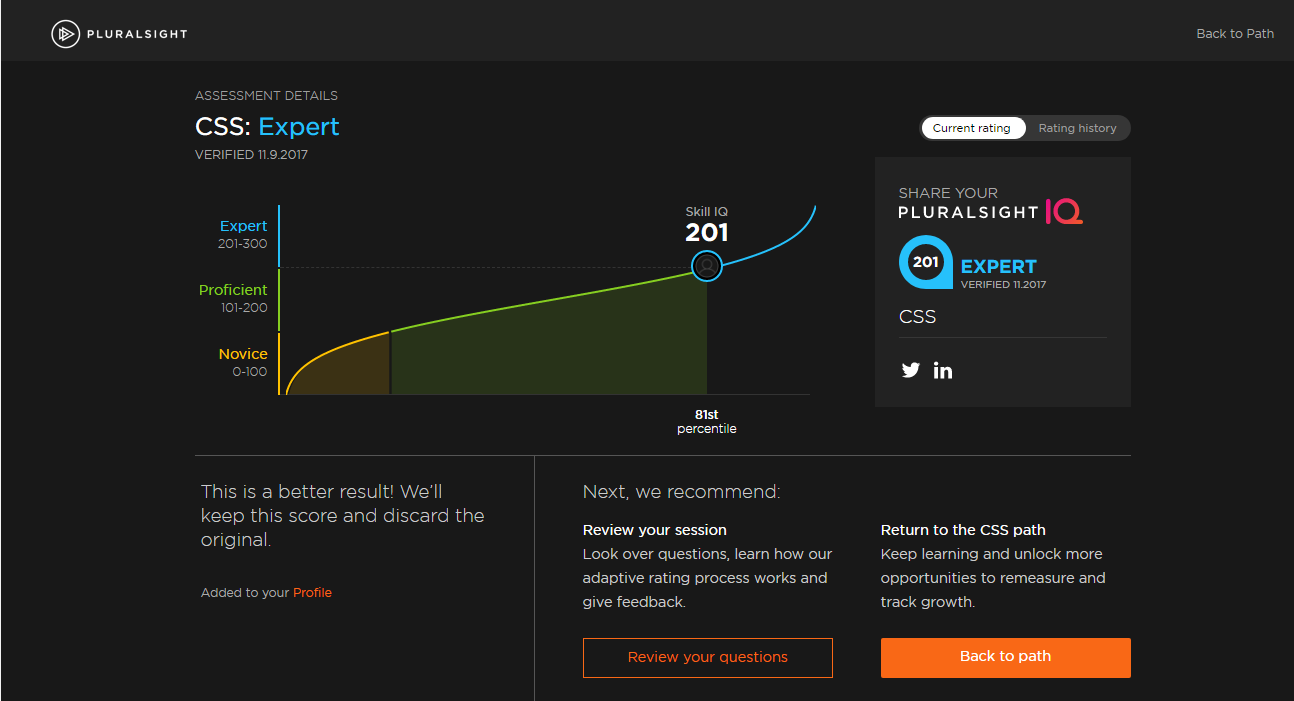 PLURALSIGHT
Back to Path
ASSESSMENT DETAILS
CSS: Expert
VERIFIED 11.9.2017
Current rating
Rating history
Expert
201-300
Proficient
101-200
Novice
0-100
Skill IQ
201
81st
percentile
SHARE YOUR
PLURALSIGHT IQ
201
EXPERT
VERIFIED 11.2017
CSS
in
This is a better result! We’ll
keep this score and discard the
original.
Added to your Profile
Next, we recommend:
Review your session
Look over questions, learn how our
adaptive rating process works and
give feedback.
Review your questions
Return to the CSS path
Keep learning and unlock more
opportunities to remeasure and
track growth.
Back to path